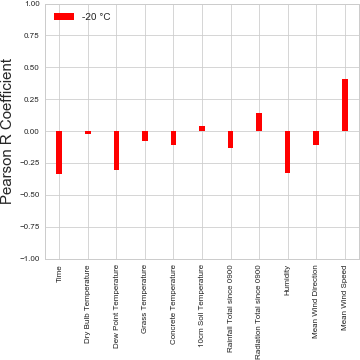 1.00
-20 °C
0.75
0.50
0.25
0.00
−0.25
−0.50
−0.75
−1.00
Pearson R Coefficient
Time
Dry Bulb Temperature
Dew Point Temperature
Grass Temperature
Concrete Temperature
10cm Soil Temperature
Rainfall Total since 0900
Radiation Total since 0900
Humidity
Mean Wind Direction
Mean Wind Speed